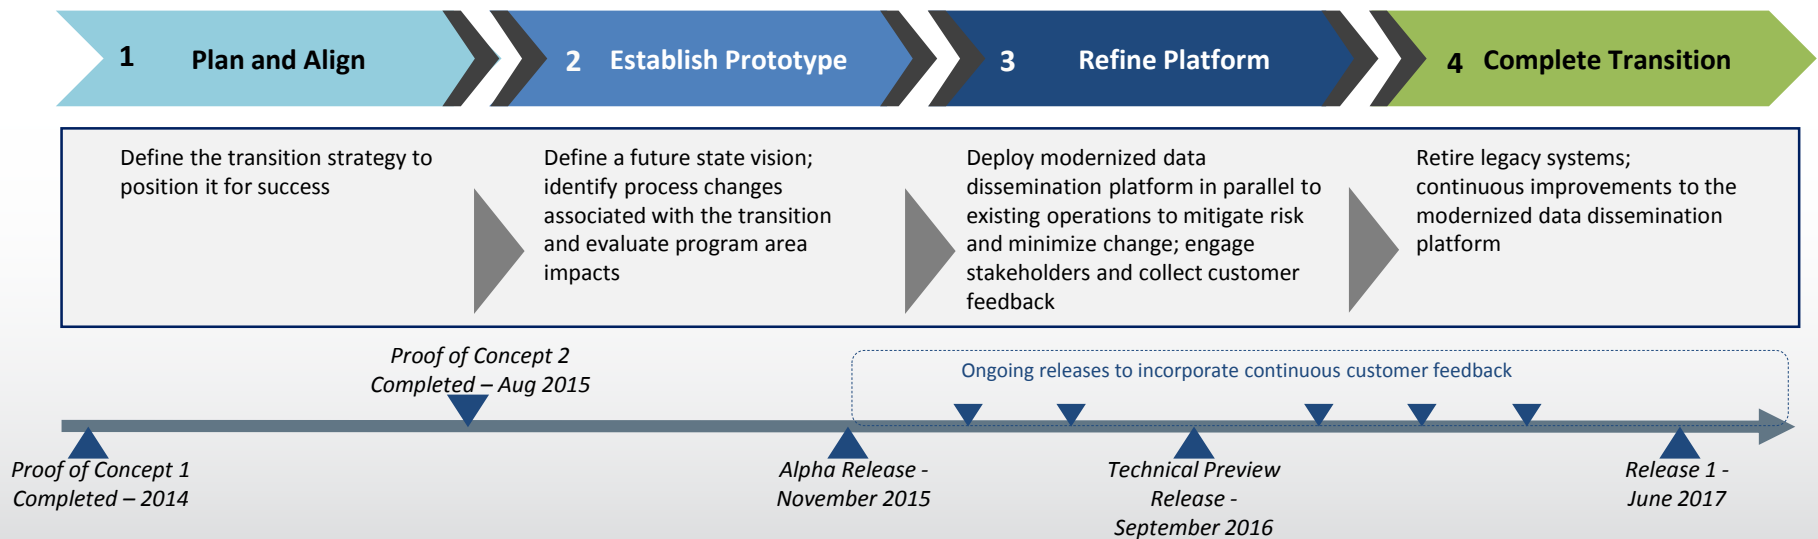 1 Plan and Align
2 Establish Prototype
3 Refine Platform
4 Complete Transition
Define the transition strategy to
position it for success
Define a future state vision;
identify process changes
associated with the transition
and evaluate program area
impacts
Deploy modernized data
dissemination platform in parallel to
existing operations to mitigate risk
and minimize change; engage
stakeholders and collect customer
feedback
Retire legacy systems;
continuous improvements to the
modernized data dissemination
platform
Proof of Concept 2
Completed – Aug 2015
Ongoing releases to incorporate continuous customer feedback
Proof of Concept 1
Completed – 2014
Alpha Release -
November 2015
Technical Preview
Release -
September 2016
Release 1 -
June 2017